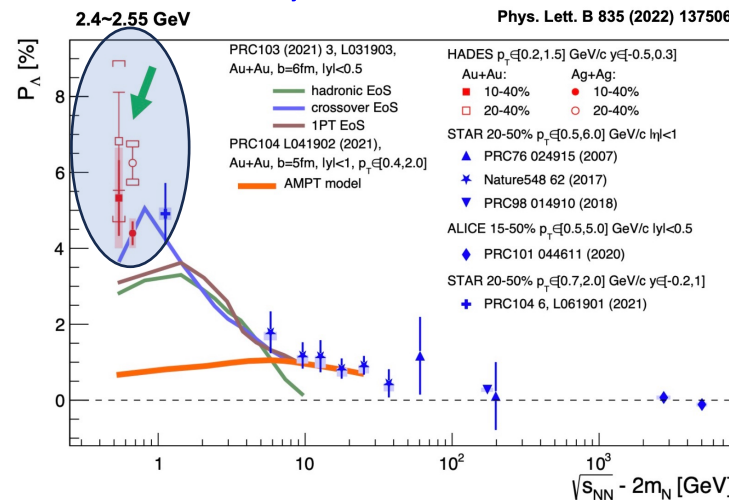 2.4~2.55 GeV
Phys. Lett. B 835 (2022) 137506
P_Λ [%]
8
6
4
2
0
PRC103 (2021) 3, L031903,
Au+Au, b=6fm, |y|<0.5
hadronic EoS
crossover EoS
1PT EoS
PRC104 L041902 (2021),
Au+Au, b=5fm, |y|<1, p_T∈[0.4,2.0]
AMPT model
HADES p_T∈[0.2,1.5] GeV/c y∈[-0.5,0.3]
Au+Au: Ag+Ag:
10-40% 10-40%
20-40% 20-40%
STAR 20-50% p_T∈[0.5,6.0] GeV/c |η|<1
PRC76 024915 (2007)
Nature548 62 (2017)
PRC98 014910 (2018)
ALICE 15-50% p_T∈[0.5,5.0] GeV/c |y|<0.5
PRC101 044611 (2020)
STAR 20-50% p_T∈[0.7,2.0] GeV/c y∈[-0.2,1]
PRC104 6, L061901 (2021)
1 10 10² 10³
√s_NN - 2m_N [GeV]